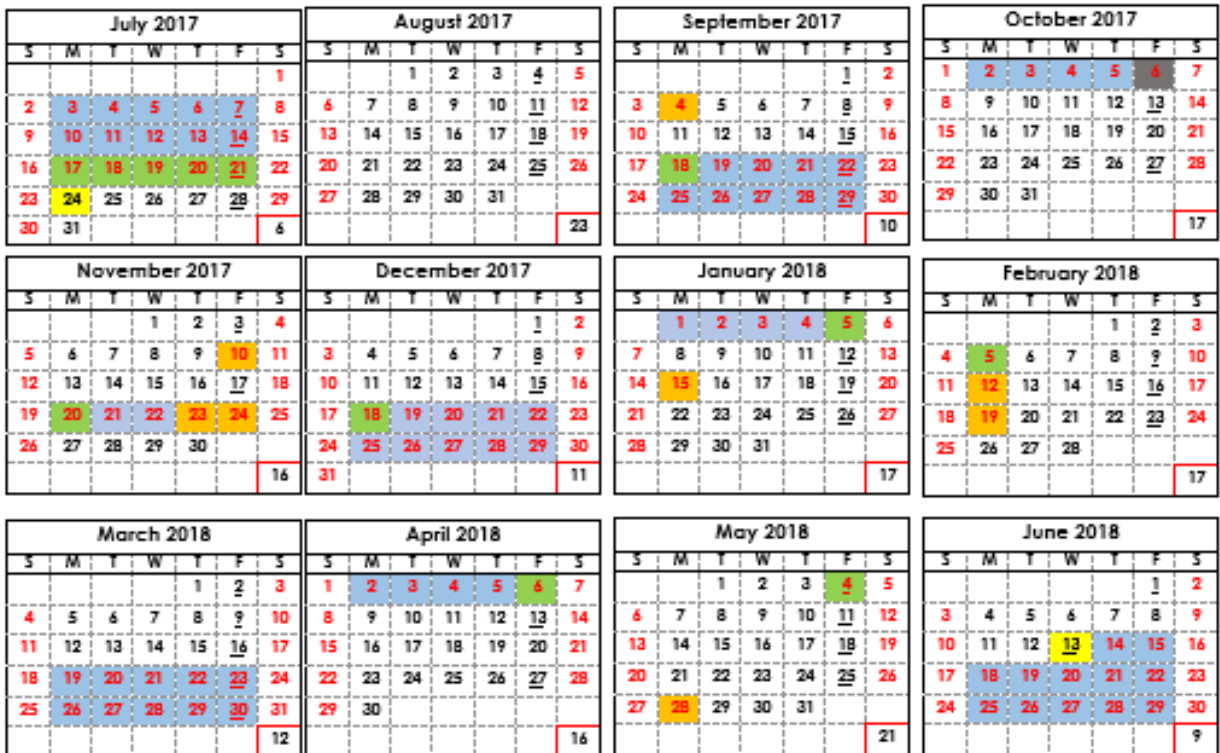 July 2017
S M T W T F S
1
2 3 4 5 6 7 8
9 10 11 12 13 14 15
16 17 18 19 20 21 22
23 24 25 26 27 28 29
30 31 6
August 2017
S M T W T F S
1 2 3 4 5
6 7 8 9 10 11 12
13 14 15 16 17 18 19
20 21 22 23 24 25 26
27 28 29 30 31
23
September 2017
S M T W T F S
1 2
3 4 5 6 7 8 9
10 11 12 13 14 15 16
17 18 19 20 21 22 23
24 25 26 27 28 29 30
10
October 2017
S M T W T F S
1 2 3 4 5 6 7
8 9 10 11 12 13 14
15 16 17 18 19 20 21
22 23 24 25 26 27 28
29 30 31
17
November 2017
S M T W T F S
1 2 3 4
5 6 7 8 9 10 11
12 13 14 15 16 17 18
19 20 21 22 23 24 25
26 27 28 29 30
16
December 2017
S M T W T F S
1 2
3 4 5 6 7 8 9
10 11 12 13 14 15 16
17 18 19 20 21 22 23
24 25 26 27 28 29 30
31 11
January 2018
S M T W T F S
1 2 3 4 5 6
7 8 9 10 11 12 13
14 15 16 17 18 19 20
21 22 23 24 25 26 27
28 29 30 31
17
February 2018
S M T W T F S
1 2 3
4 5 6 7 8 9 10
11 12 13 14 15 16 17
18 19 20 21 22 23 24
25 26 27 28
17
March 2018
S M T W T F S
1 2 3
4 5 6 7 8 9 10
11 12 13 14 15 16 17
18 19 20 21 22 23 24
25 26 27 28 29 30 31
12
April 2018
S M T W T F S
1 2 3 4 5 6 7
8 9 10 11 12 13 14
15 16 17 18 19 20 21
22 23 24 25 26 27 28
29 30
16
May 2018
S M T W T F S
1 2 3 4 5
6 7 8 9 10 11 12
13 14 15 16 17 18 19
20 21 22 23 24 25 26
27 28 29 30 31
21
June 2018
S M T W T F S
1 2
3 4 5 6 7 8 9
10 11 12 13 14 15 16
17 18 19 20 21 22 23
24 25 26 27 28 29 30
9